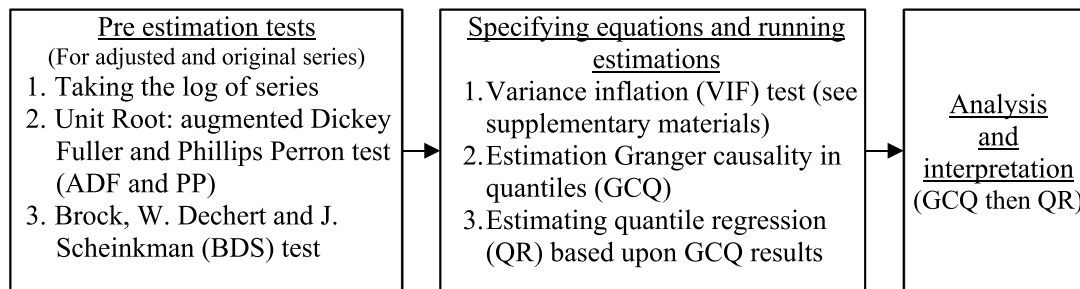 Pre estimation tests
(For adjusted and original series)
1. Taking the log of series
2. Unit Root: augmented Dickey
Fuller and Phillips Perron test
(ADF and PP)
3. Brock, W. Dechert and J.
Scheinkman (BDS) test
Specifying equations and running
estimations
1. Variance inflation (VIF) test (see
supplementary materials)
2. Estimation Granger causality in
quantiles (GCQ)
3. Estimating quantile regression
(QR) based upon GCQ results
Analysis
and
interpretation
(GCQ then QR)